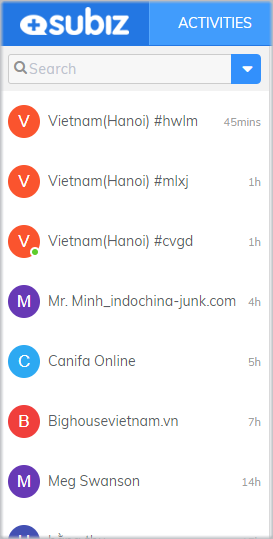 subiz
ACTIVITIES
Search
V Vietnam(Hanoi) #hwlm 45mins
V Vietnam(Hanoi) #mlxj 1h
V Vietnam(Hanoi) #cvgd 1h
M Mr. Minh_indochina-junk.com 4h
C Canifa Online 5h
B Bighousevietnam.vn 7h
M Meg Swanson 14h